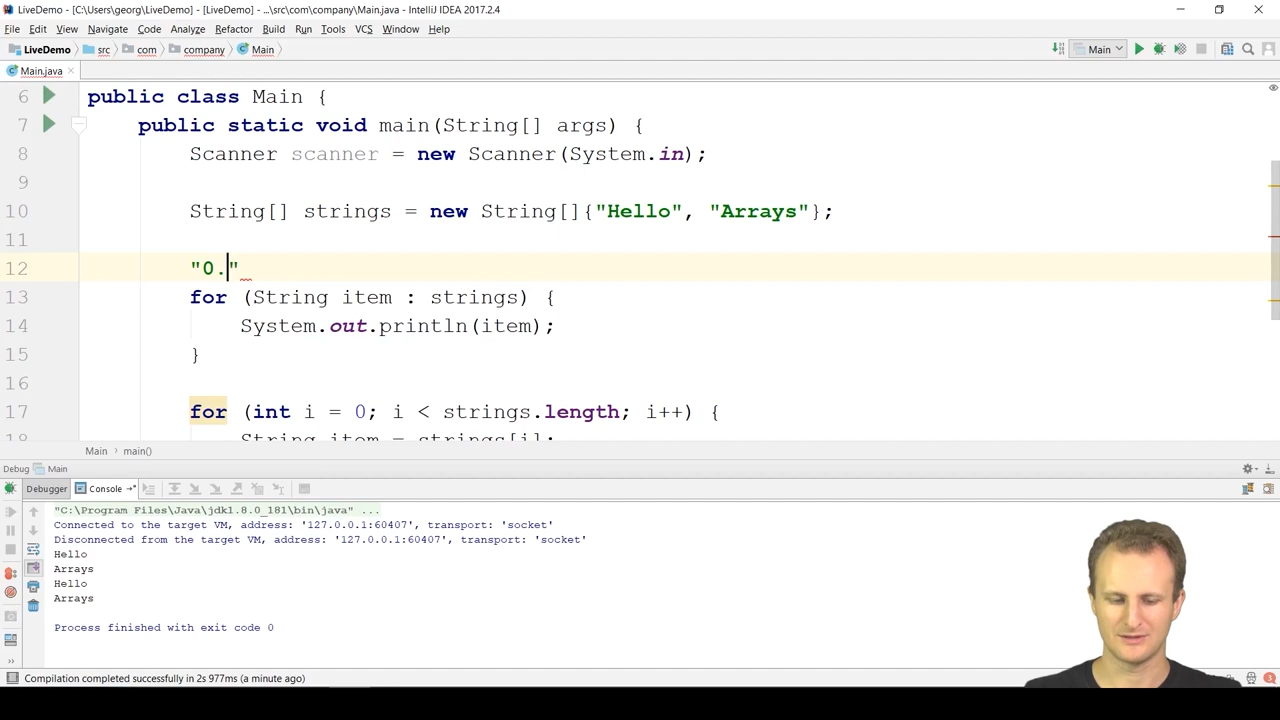 LiveDemo - [C:\Users\georg\LiveDemo] - [LiveDemo] - ...\src\com\company\Main.java - IntelliJ IDEA 2017.2.4
File Edit View Navigate Code Analyze Refactor Build Run Tools VCS Window Help
LiveDemo src com company Main Main
Main.java
6 public class Main {
7 public static void main(String[] args) {
8 Scanner scanner = new Scanner(System.in);
9
10 String[] strings = new String[]{"Hello", "Arrays"};
11
12 "0."
13 for (String item : strings) {
14 System.out.println(item);
15 }
16
17 for (int i = 0; i < strings.length; i++) {
18 String item = strings[i];
Main main()
Debug Main
Debugger Console
"C:\Program Files\Java\jdk1.8.0_181\bin\java" ...
Connected to the target VM, address: '127.0.0.1:60407', transport: 'socket'
Disconnected from the target VM, address: '127.0.0.1:60407', transport: 'socket'
Hello
Arrays
Hello
Arrays
Process finished with exit code 0
Compilation completed successfully in 2s 977ms (a minute ago)